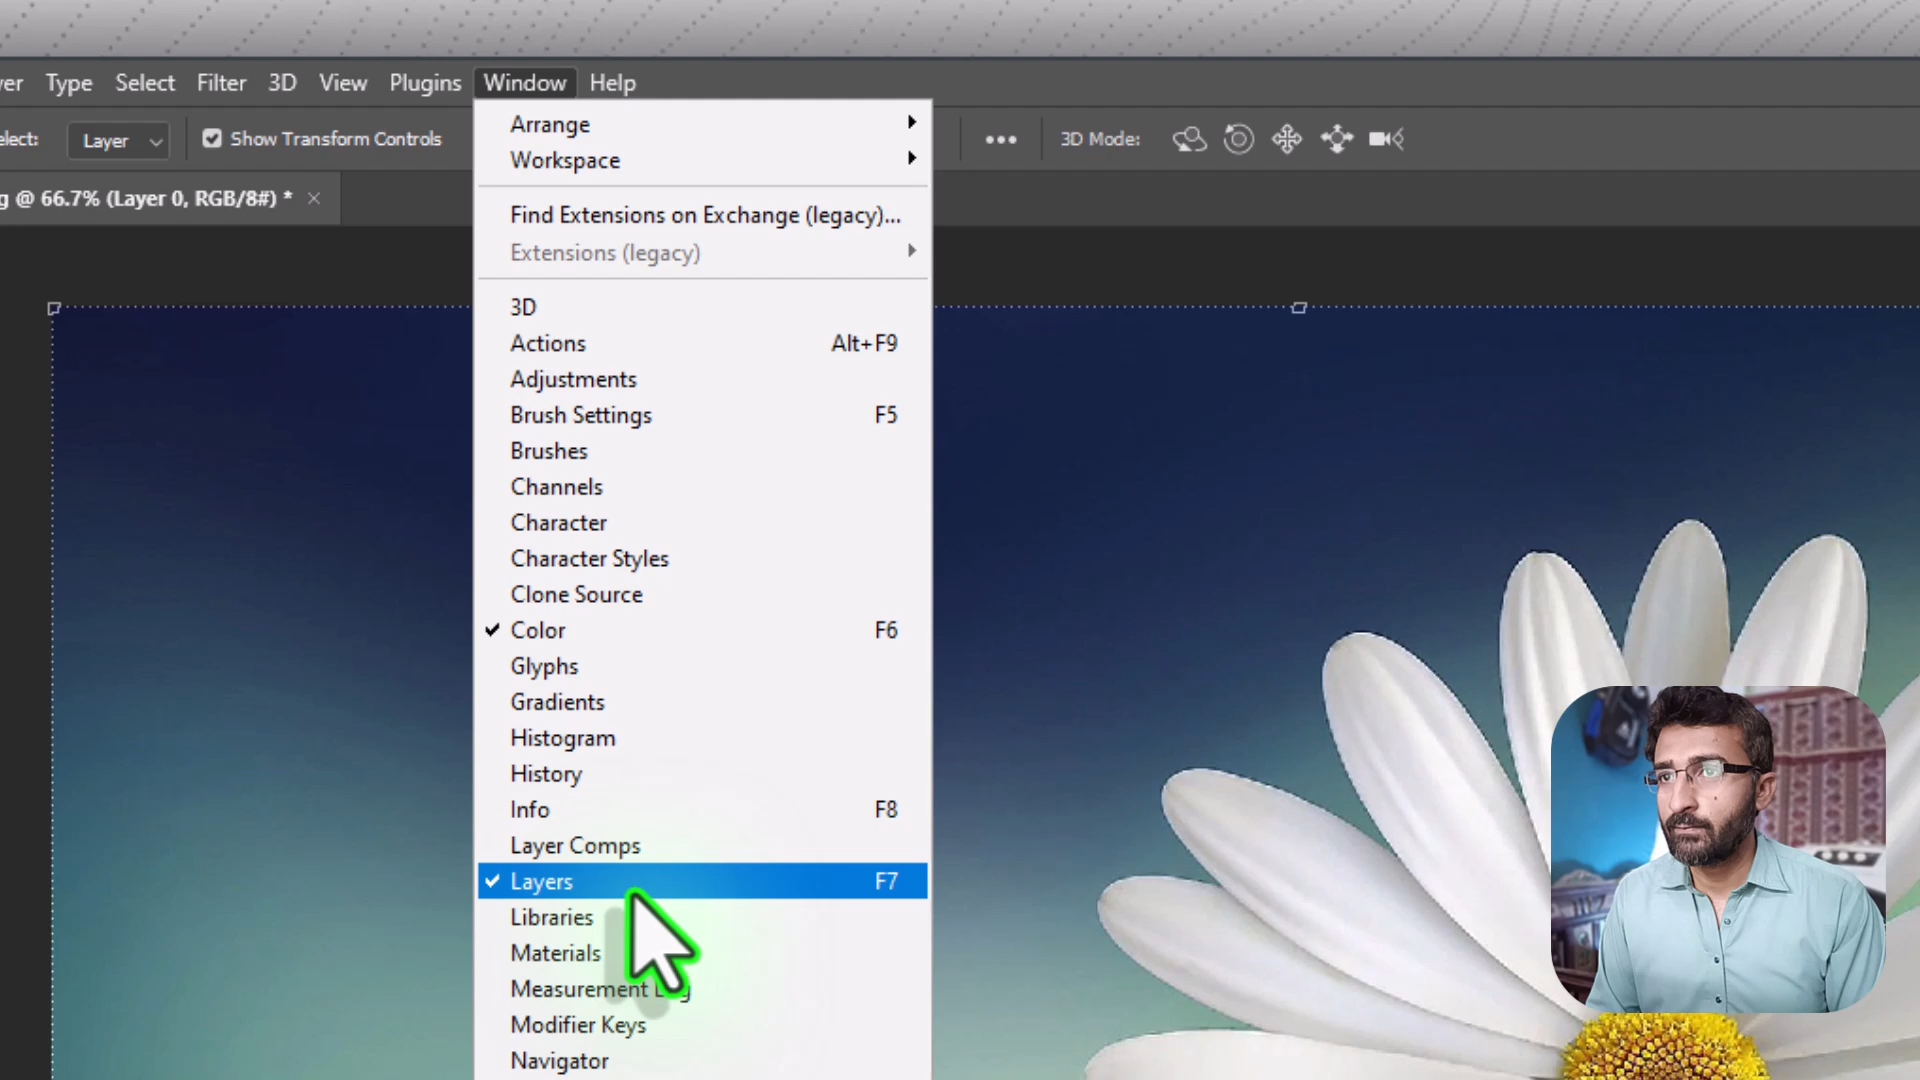 er Type Select Filter 3D View Plugins Window Help
elect: Layer Show Transform Controls ••• 3D Mode:
g @ 66.7% (Layer 0, RGB/8#) * ×
Arrange
Workspace
Find Extensions on Exchange (legacy)...
Extensions (legacy)
3D
Actions Alt+F9
Adjustments
Brush Settings F5
Brushes
Channels
Character
Character Styles
Clone Source
Color F6
Glyphs
Gradients
Histogram
History
Info F8
Layer Comps
Layers F7
Libraries
Materials
Measurement Log
Modifier Keys
Navigator